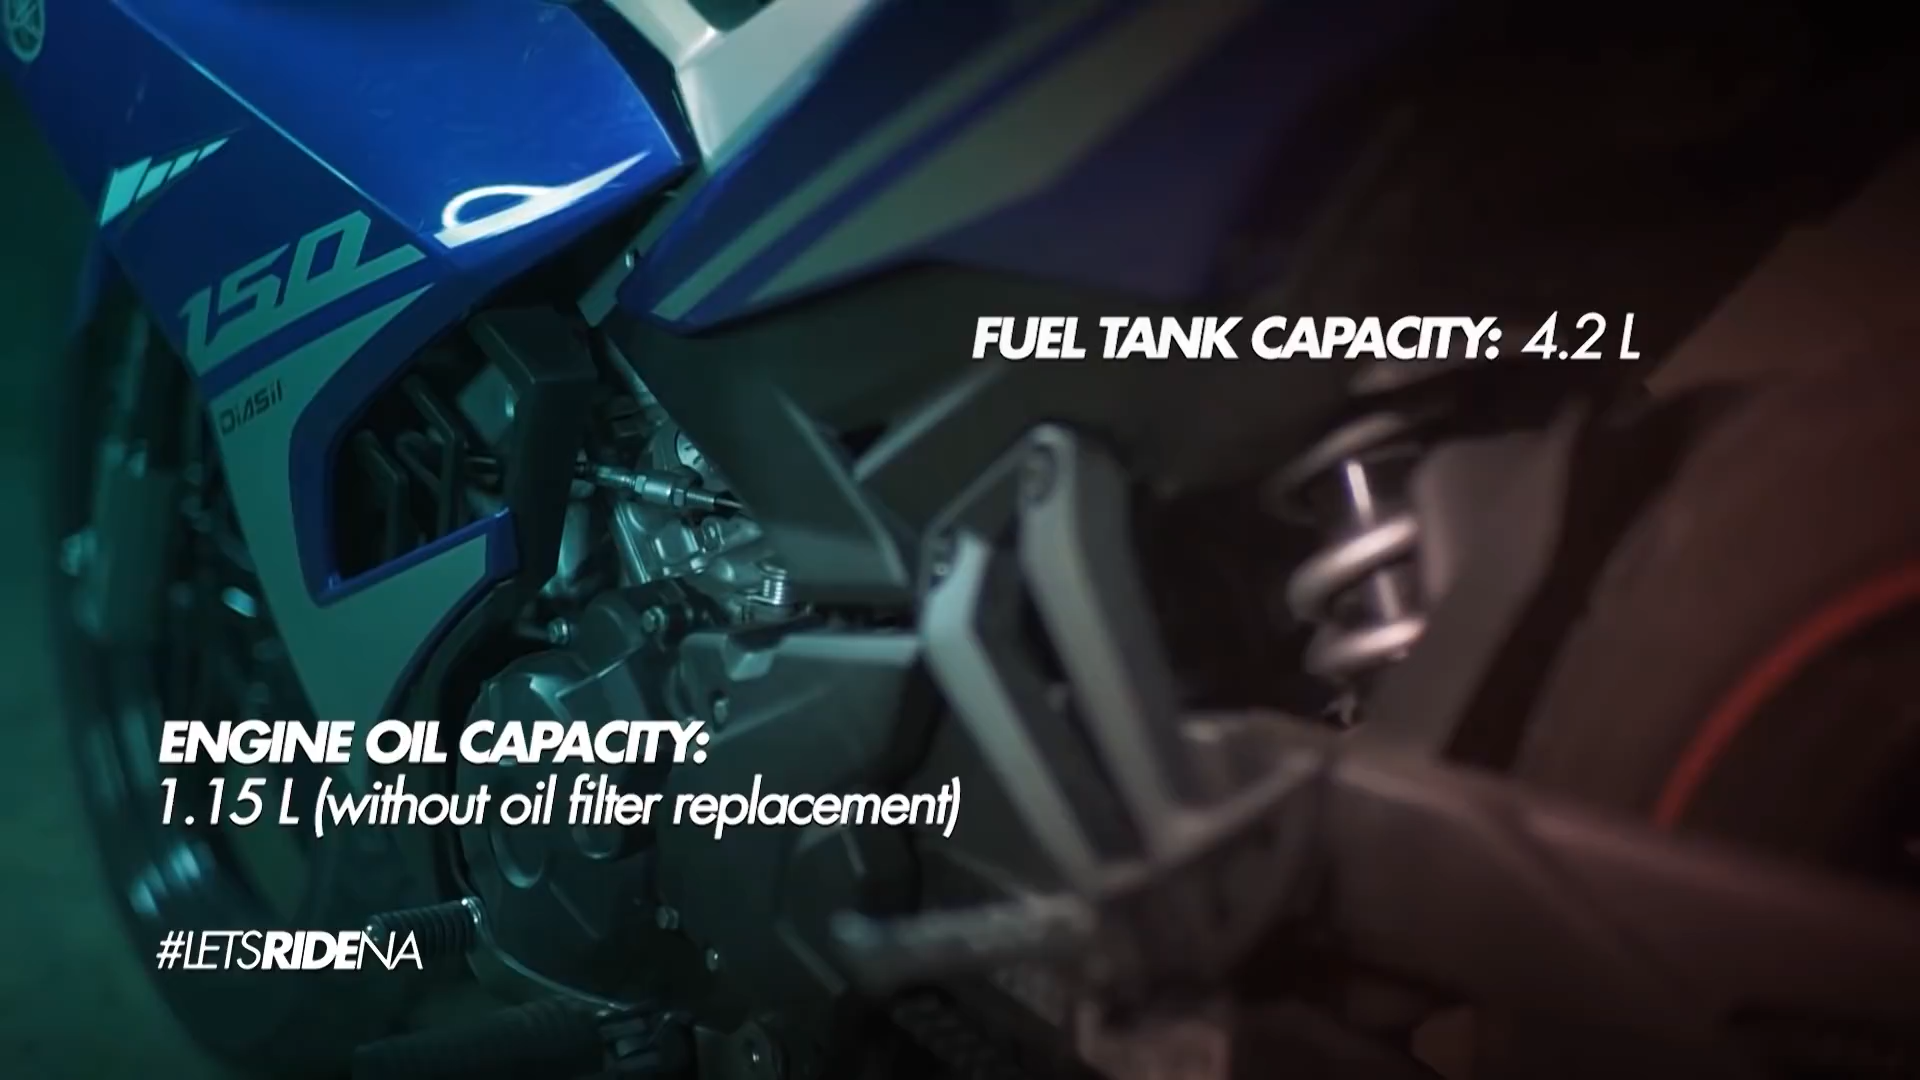 150
DiASil
FUEL TANK CAPACITY: 4.2 L
ENGINE OIL CAPACITY:
1.15 L (without oil filter replacement)
#LETSRIDENA